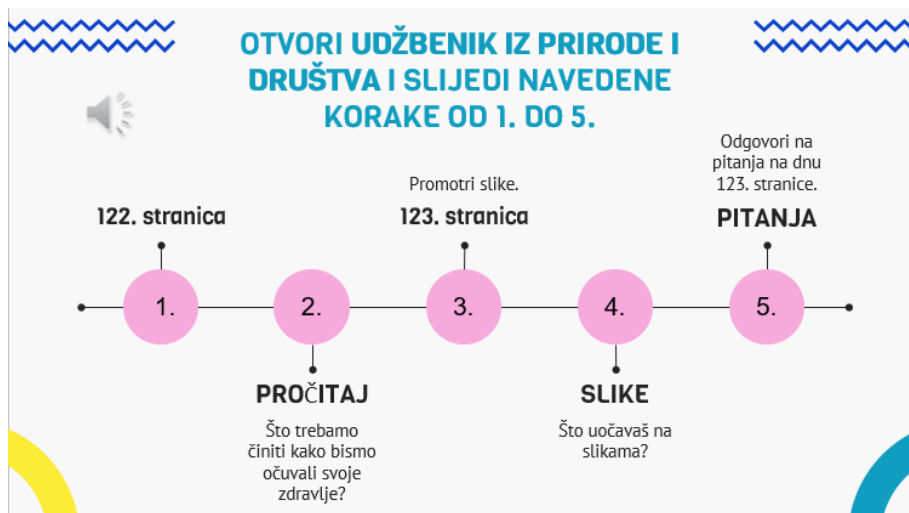 OTVORI UDŽBENIK IZ PRIRODE I
DRUŠTVA I SLIJEDI NAVEDENE
KORAKE OD 1. DO 5.
122. stranica
1.
2.
PROČITAJ
Što trebamo
činiti kako bismo
očuvali svoje
zdravlje?
Promotri slike.
123. stranica
3.
4.
SLIKE
Što uočavaš na
slikama?
Odgovori na
pitanja na dnu
123. stranice.
PITANJA
5.